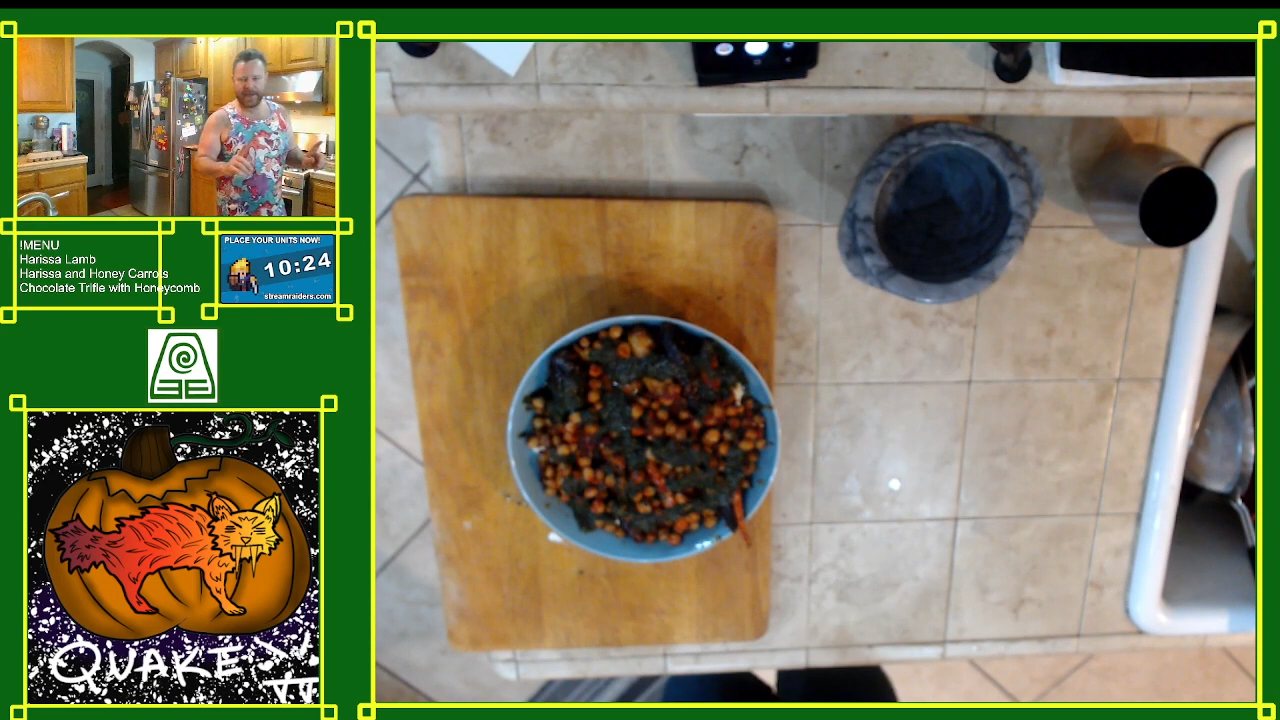 !MENU
Harissa Lamb
Harissa and Honey Carrots
Chocolate Trifle with Honeycomb
PLACE YOUR UNITS NOW!
10:24
streamraiders.com
QUAKE